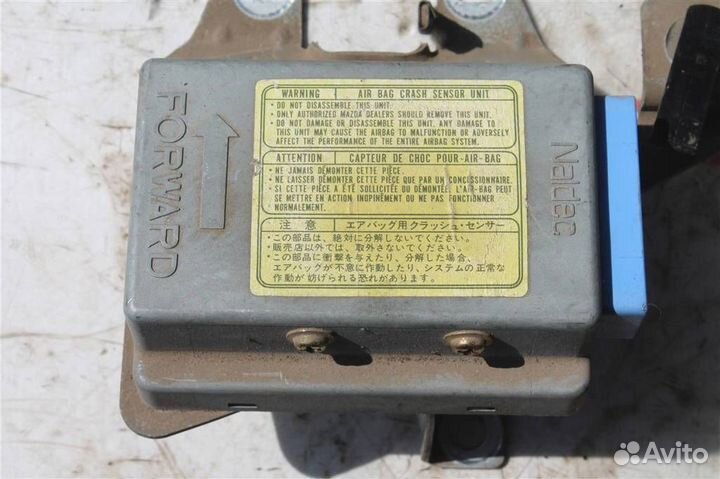 FORWARD
WARNING AIR BAG CRASH SENSOR UNIT
・DO NOT DISASSEMBLE THIS UNIT.
・ONLY AUTHORIZED MAZDA DEALERS SHOULD REMOVE THIS UNIT.
・DO NOT DAMAGE OR DISASSEMBLE THIS UNIT. ANY DAMAGE TO
THIS UNIT MAY CAUSE THE AIRBAG TO MALFUNCTION OR ADVERSELY
AFFECT THE PERFORMANCE OF THE ENTIRE AIRBAG SYSTEM.
ATTENTION CAPTEUR DE CHOC POUR-AIR-BAG
・NE JAMAIS DÉMONTER CETTE PIÈCE.
・NE LAISSER DÉMONTER CETTE PIÈCE QUE PAR UN CONCESSIONNAIRE.
・SI CETTE PIÈCE A ÉTÉ SOLLICITÉE OU DÉMONTÉE, L'AIR-BAG PEUT
SE METTRE EN ACTION INOPINÉMENT OU NE PAS FONCTIONNER
NORMALEMENT.
注意 エアバッグ用クラッシュ・センサー
・この部品は、絶対に分解しないでください。
・販売店以外では、取外さないでください。
・この部品に衝撃を与えたり、分解した場合、
エアバッグが不意に作動したり、システムの正常な
作動が妨げられる恐れがあります。
Naldec
Avito